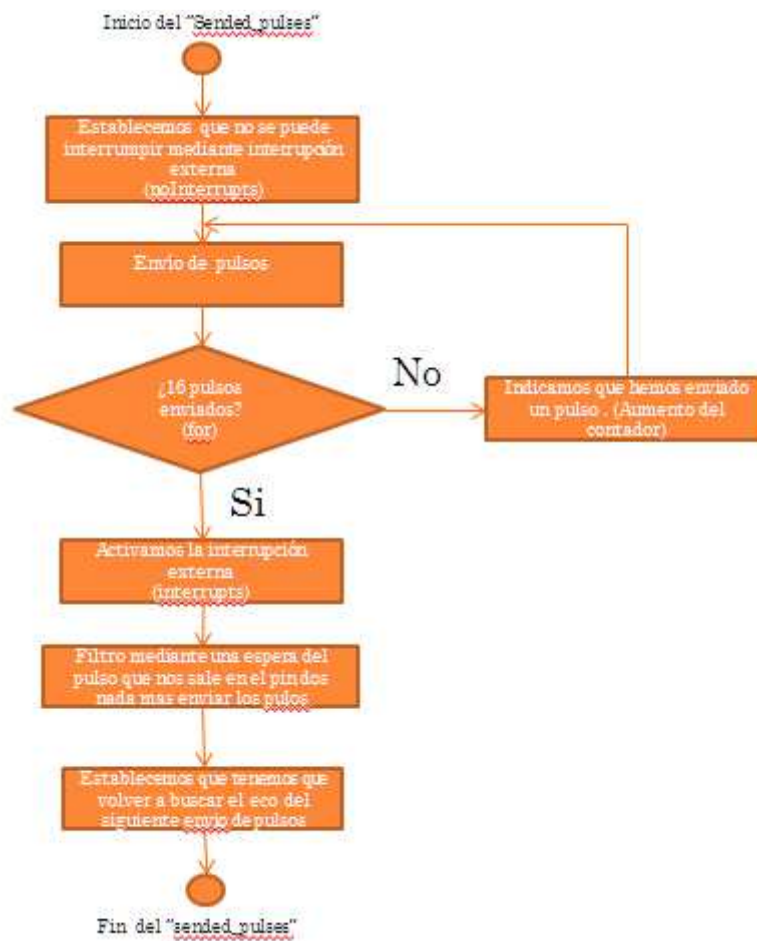 Inicio del "Sended_pulses"
Establecemos que no se puede
interrumpir mediante interrupción
externa
(noInterrupts)
Envío de pulsos
¿16 pulsos
enviados?
(for)
No
Indicamos que hemos enviado
un pulso . (Aumento del
contador)
Si
Activamos la interrupción
externa
(interrupts)
Filtro mediante una espera del
pulso que nos sale en el pin dos
nada mas enviar los pulos
Establecemos que tenemos que
volver a buscar el eco del
siguiente envío de pulsos
Fin del "sended_pulses"